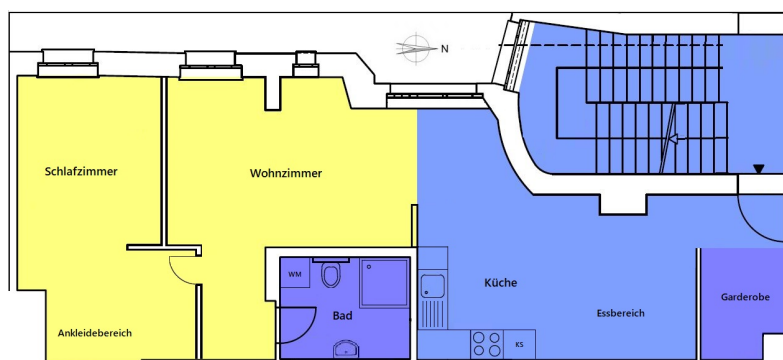 N
Schlafzimmer
Wohnzimmer
WM
Küche
Bad
Garderobe
Essbereich
Ankleidebereich
KS